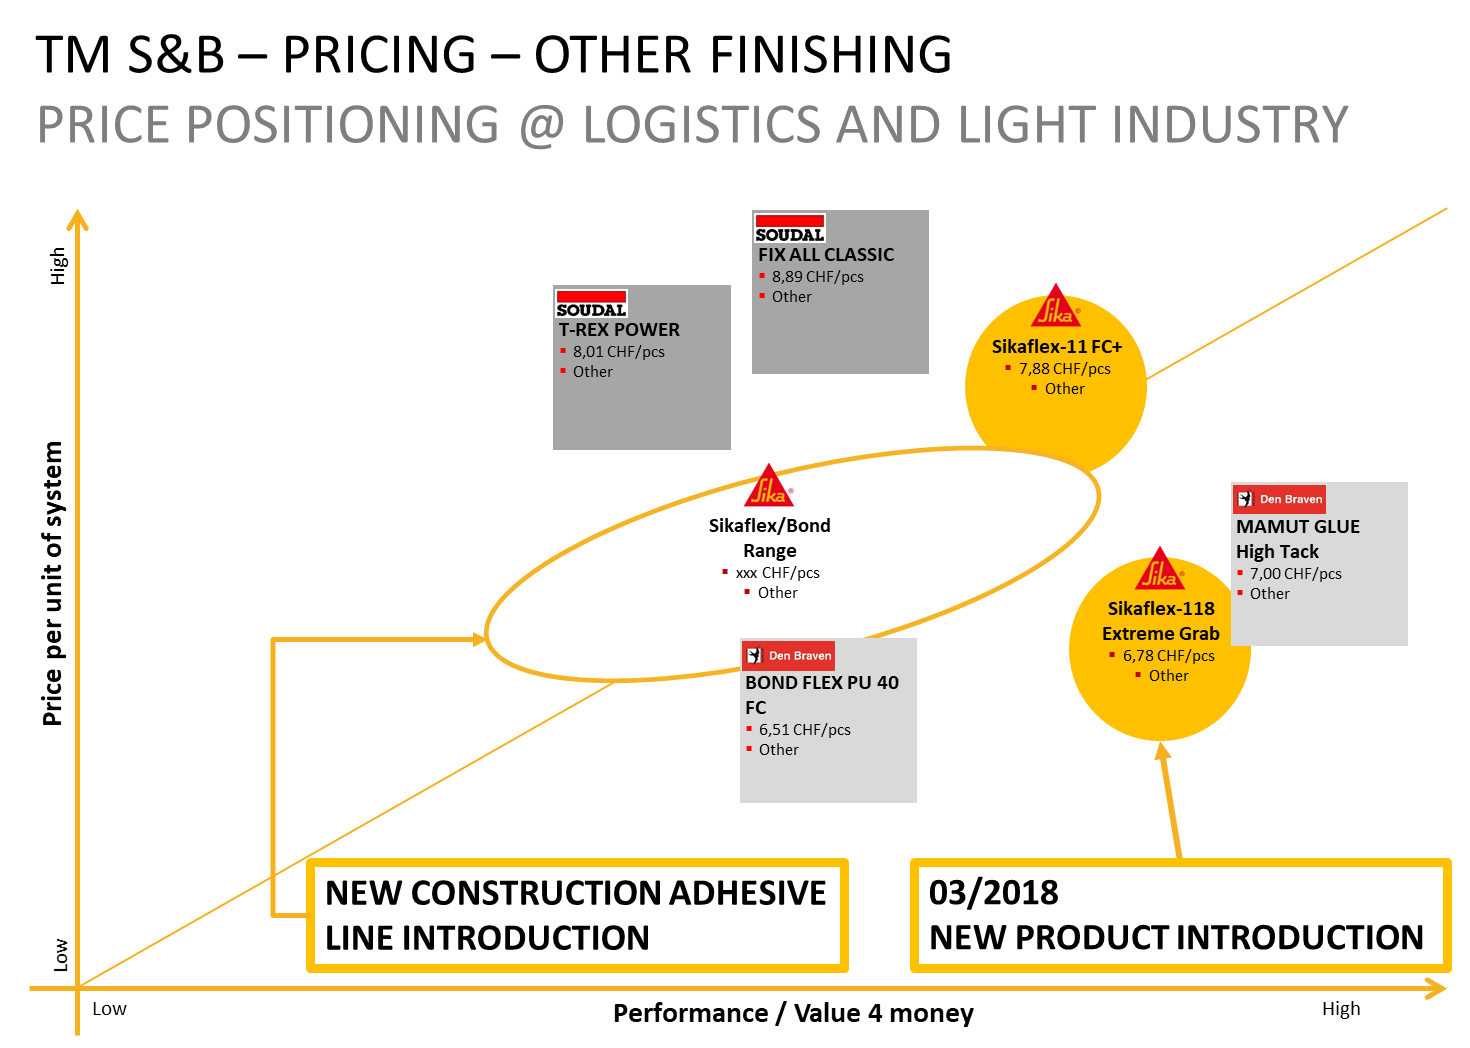 TM S&B – PRICING – OTHER FINISHING
PRICE POSITIONING @ LOGISTICS AND LIGHT INDUSTRY
High
Price per unit of system
Low
SOUDAL
FIX ALL CLASSIC
8,89 CHF/pcs
Other
SOUDAL
T-REX POWER
8,01 CHF/pcs
Other
Sika®
Sikaflex-11 FC+
7,88 CHF/pcs
Other
Sika®
Sikaflex/Bond
Range
xxx CHF/pcs
Other
Den Braven
MAMUT GLUE
High Tack
7,00 CHF/pcs
Other
Sika®
Sikaflex-118
Extreme Grab
6,78 CHF/pcs
Other
Den Braven
BOND FLEX PU 40
FC
6,51 CHF/pcs
Other
NEW CONSTRUCTION ADHESIVE
LINE INTRODUCTION
03/2018
NEW PRODUCT INTRODUCTION
Low
Performance / Value 4 money
High